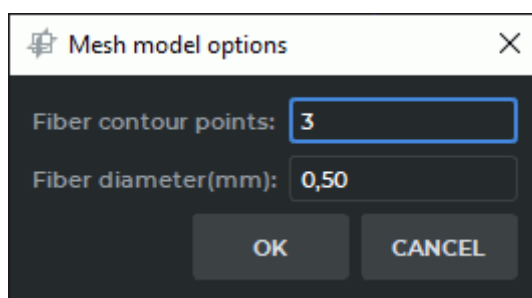 Mesh model options
Fiber contour points: 3
Fiber diameter(mm): 0,50
OK CANCEL